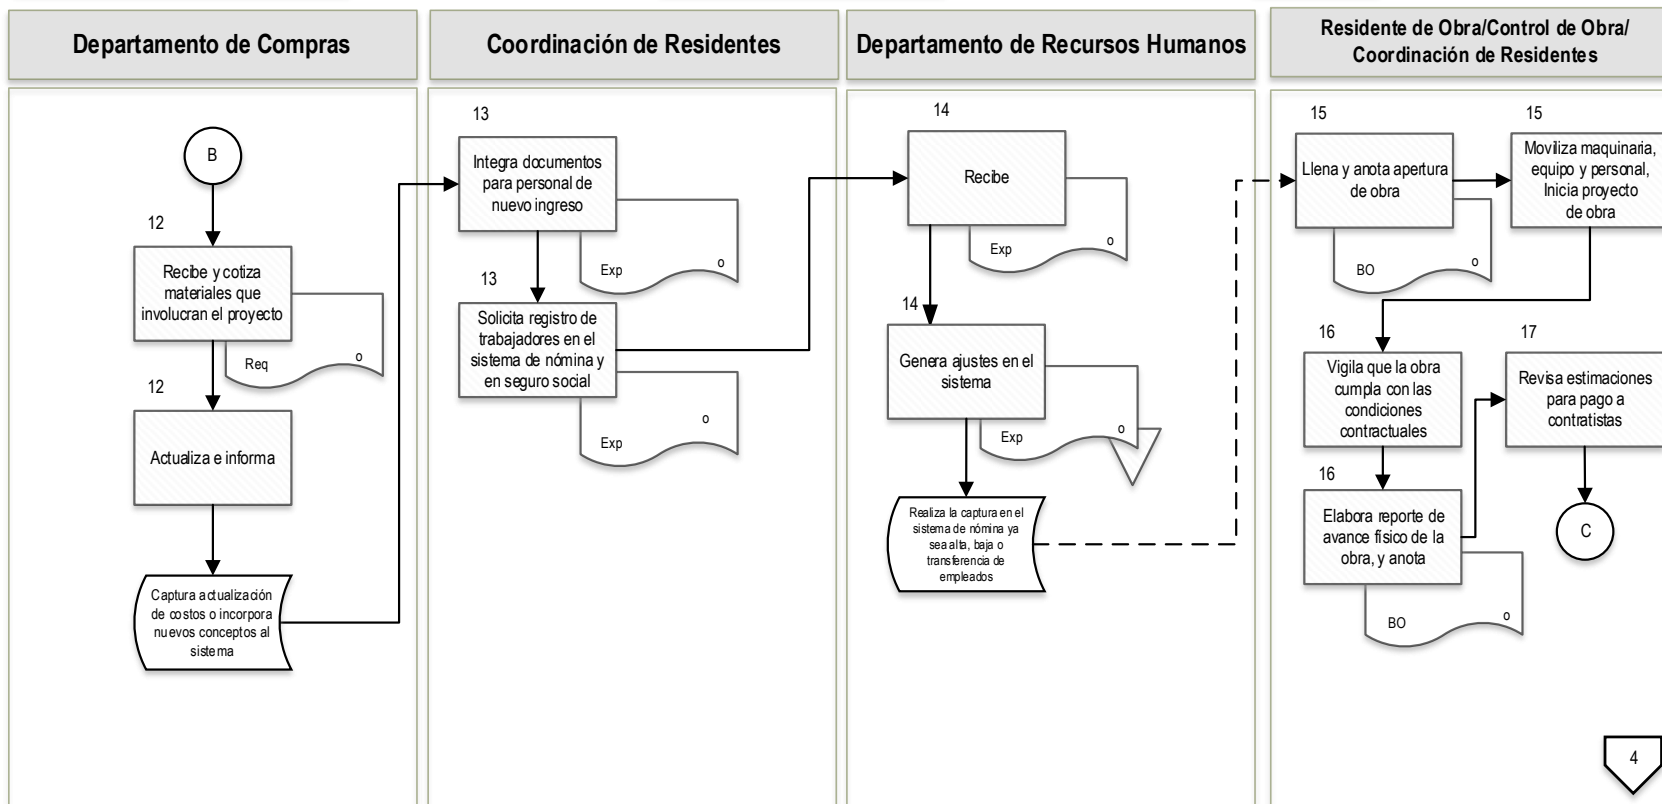 Departamento de Compras
Coordinación de Residentes
Departamento de Recursos Humanos
Residente de Obra/Control de Obra/
Coordinación de Residentes
B
12
Recibe y cotiza
materiales que
involucran el proyecto
Req
o
12
Actualiza e informa
Captura actualización
de costos o incorpora
nuevos conceptos al
sistema
13
Integra documentos
para personal de
nuevo ingreso
Exp
o
13
Solicita registro de
trabajadores en el
sistema de nómina y
en seguro social
Exp
o
14
Recibe
Exp
o
14
Genera ajustes en el
sistema
Exp
o
Realiza la captura en el
sistema de nómina ya
sea alta, baja o
transferencia de
empleados
15
Llena y anota apertura
de obra
BO
o
15
Moviliza maquinaria,
equipo y personal,
Inicia proyecto
de obra
16
Vigila que la obra
cumpla con las
condiciones
contractuales
16
Elabora reporte de
avance físico de la
obra, y anota
BO
o
17
Revisa estimaciones
para pago a
contratistas
C
4